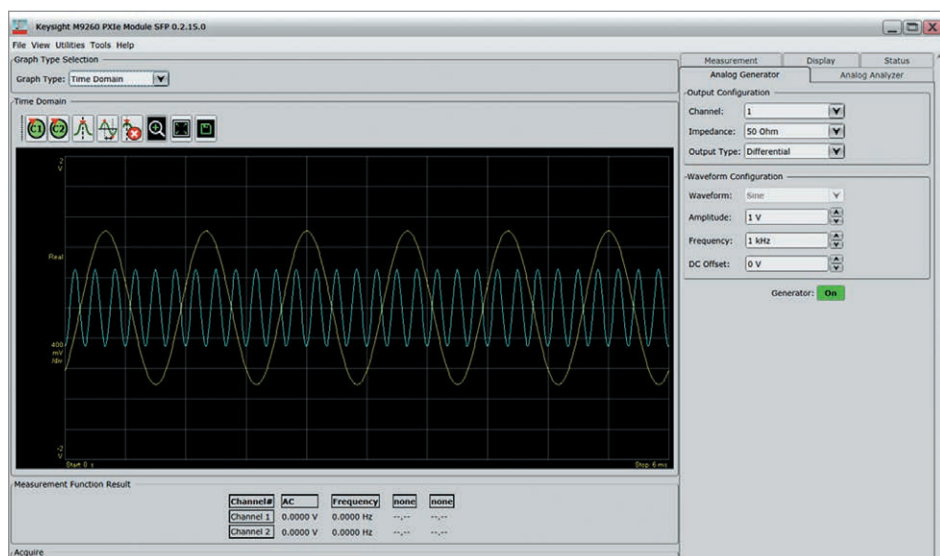 Keysight M9260 PXIe Module SFP 0.2.15.0
File View Utilities Tools Help
Graph Type Selection
Graph Type: Time Domain
Time Domain
C1 C2
2
V
Real
400
mV
/div
-2
V
Start: 0 s
Stop: 6 ms
Measurement Function Result
Channel# AC Frequency none none
Channel 1 0.0000 V 0.0000 Hz --.-- --.--
Channel 2 0.0000 V 0.0000 Hz --.-- --.--
Acquire
Measurement Display Status
Analog Generator Analog Analyzer
Output Configuration
Channel: 1
Impedance: 50 Ohm
Output Type: Differential
Waveform Configuration
Waveform: Sine
Amplitude: 1 V
Frequency: 1 kHz
DC Offset: 0 V
Generator: On